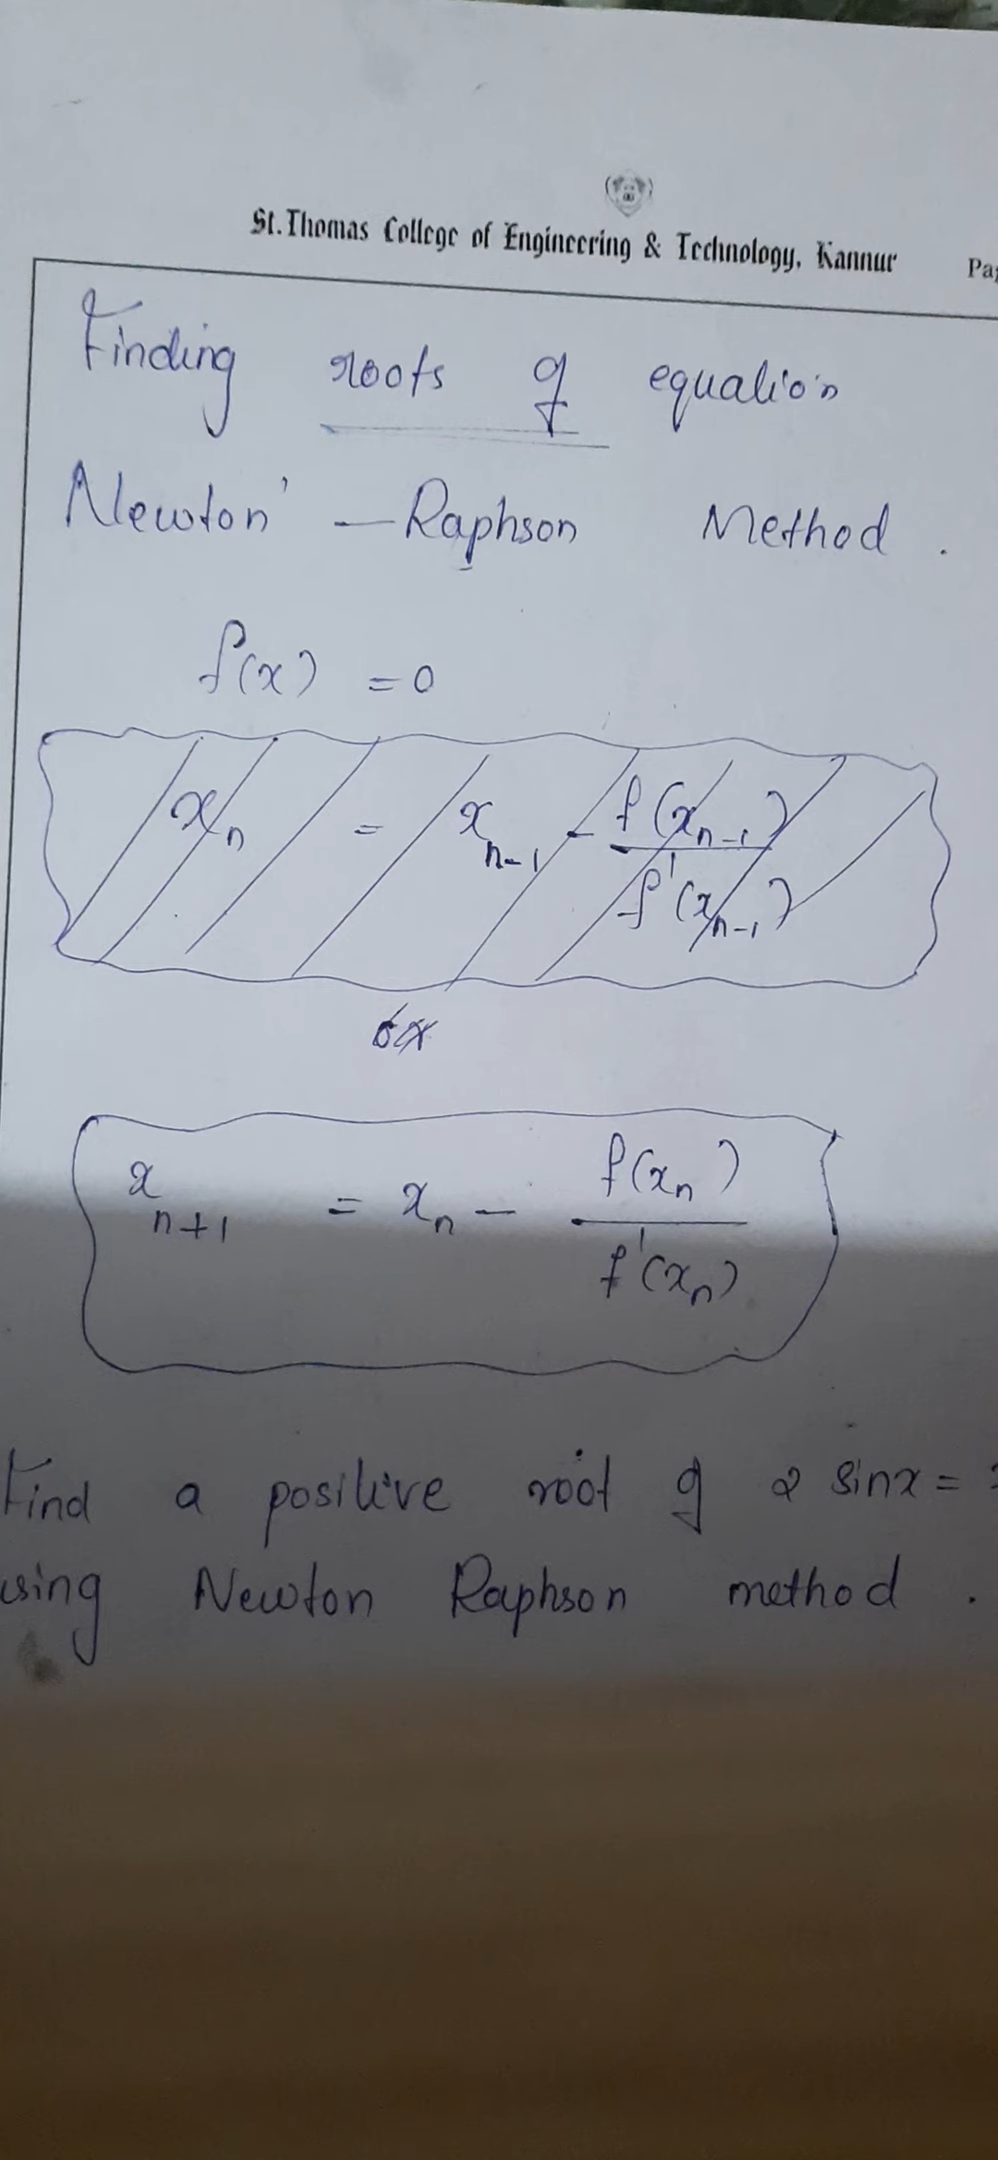 St.Thomas College of Engineering & Technology, Kannur
Finding roots of equation
Newton' - Raphson Method .
f(x) = 0
xn = xn-1 - f(xn-1) / f'(xn-1)
xn+1 = xn - f(xn) / f'(xn)
Find a positive root of 2 sinx =
using Newton Raphson method .